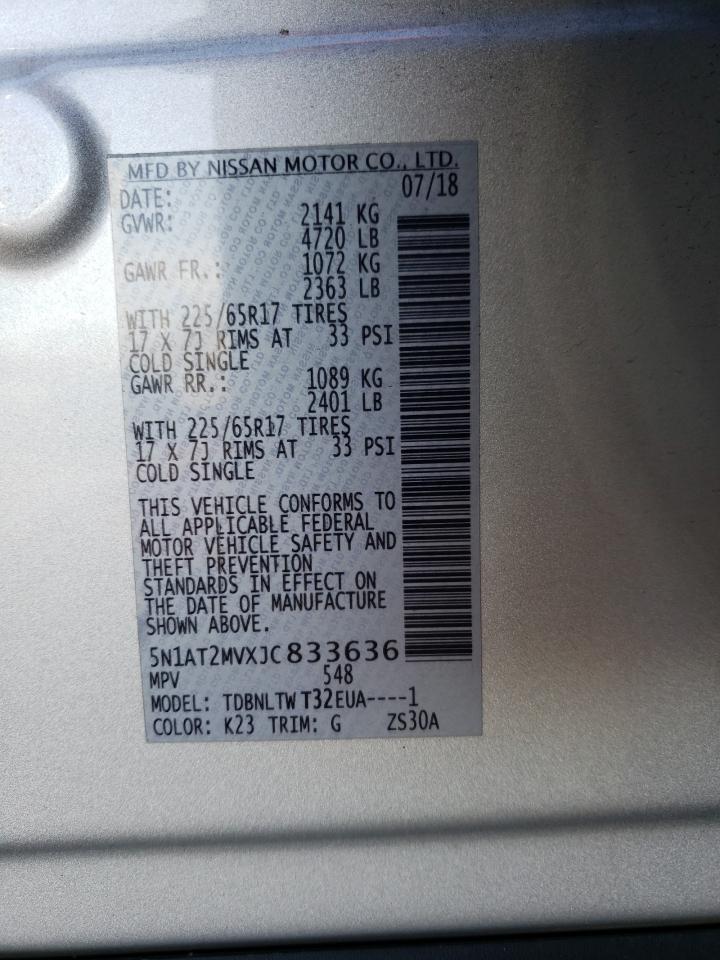 MFD BY NISSAN MOTOR CO., LTD.
DATE: 07/18
GVWR: 2141 KG
4720 LB
GAWR FR.: 1072 KG
2363 LB
WITH 225/65R17 TIRES
17 X 7J RIMS AT 33 PSI
COLD SINGLE
GAWR RR.: 1089 KG
2401 LB
WITH 225/65R17 TIRES
17 X 7J RIMS AT 33 PSI
COLD SINGLE
THIS VEHICLE CONFORMS TO
ALL APPLICABLE FEDERAL
MOTOR VEHICLE SAFETY AND
THEFT PREVENTION
STANDARDS IN EFFECT ON
THE DATE OF MANUFACTURE
SHOWN ABOVE.
5N1AT2MVXJC833636
MPV 548
MODEL: TDBNLTWT32EUA----1
COLOR: K23 TRIM: G ZS30A